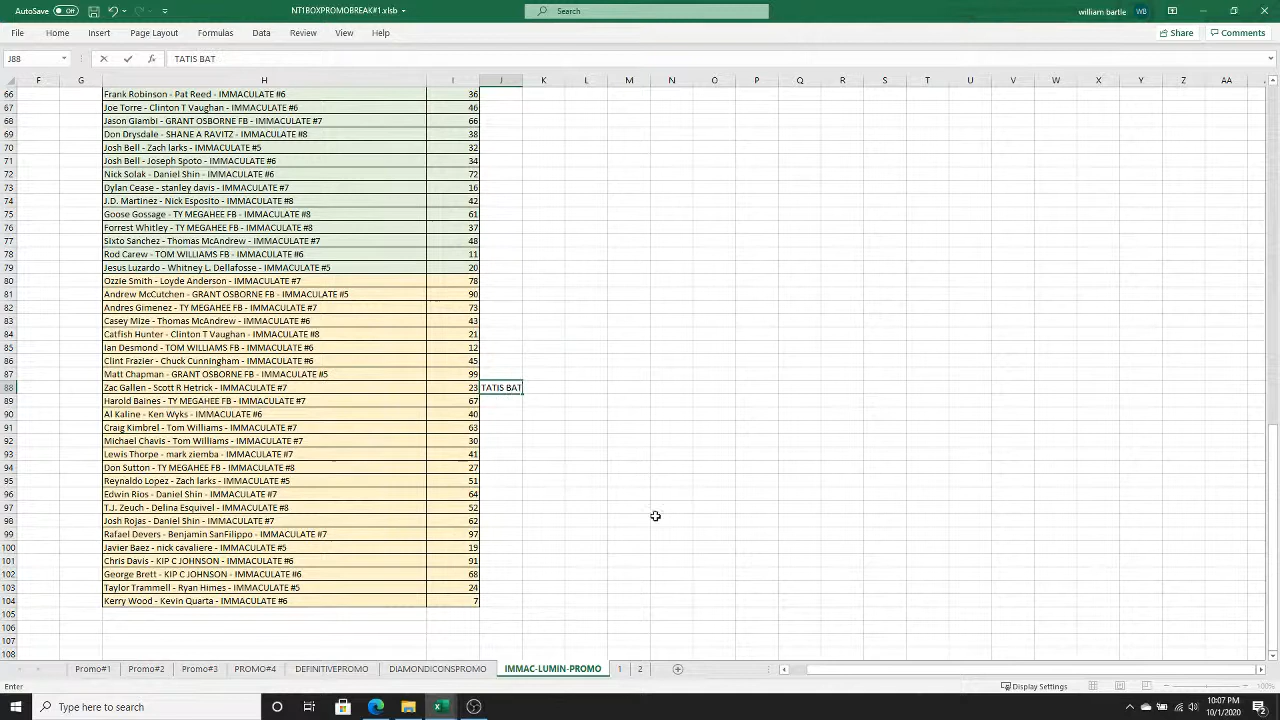 AutoSave Off NT1BOXPROMOBREAK#1.xlsb Search william bartle WB
File Home Insert Page Layout Formulas Data Review View Help Share Comments
J88 fx TATIS BAT
F G H I J K L M N O P Q R S T U V W X Y Z AA
66 Frank Robinson - Pat Reed - IMMACULATE #6 36
67 Joe Torre - Clinton T Vaughan - IMMACULATE #6 46
68 Jason Giambi - GRANT OSBORNE FB - IMMACULATE #7 66
69 Don Drysdale - SHANE A RAVITZ - IMMACULATE #8 38
70 Josh Bell - Zach larks - IMMACULATE #5 32
71 Josh Bell - Joseph Spoto - IMMACULATE #6 34
72 Nick Solak - Daniel Shin - IMMACULATE #6 72
73 Dylan Cease - stanley davis - IMMACULATE #7 16
74 J.D. Martinez - Nick Esposito - IMMACULATE #8 42
75 Goose Gossage - TY MEGAHEE FB - IMMACULATE #8 61
76 Forrest Whitley - TY MEGAHEE FB - IMMACULATE #8 37
77 Sixto Sanchez - Thomas McAndrew - IMMACULATE #7 48
78 Rod Carew - TOM WILLIAMS FB - IMMACULATE #6 11
79 Jesus Luzardo - Whitney L. Dellafosse - IMMACULATE #5 20
80 Ozzie Smith - Loyde Anderson - IMMACULATE #7 78
81 Andrew McCutchen - GRANT OSBORNE FB - IMMACULATE #5 90
82 Andres Gimenez - TY MEGAHEE FB - IMMACULATE #7 73
83 Casey Mize - Thomas McAndrew - IMMACULATE #6 43
84 Catfish Hunter - Clinton T Vaughan - IMMACULATE #8 21
85 Ian Desmond - TOM WILLIAMS FB - IMMACULATE #6 12
86 Clint Frazier - Chuck Cunningham - IMMACULATE #6 45
87 Matt Chapman - GRANT OSBORNE FB - IMMACULATE #5 99
88 Zac Gallen - Scott R Hetrick - IMMACULATE #7 23 TATIS BAT
89 Harold Baines - TY MEGAHEE FB - IMMACULATE #7 67
90 Al Kaline - Ken Wyks - IMMACULATE #6 40
91 Craig Kimbrel - Tom Williams - IMMACULATE #7 63
92 Michael Chavis - Tom Williams - IMMACULATE #7 30
93 Lewis Thorpe - mark ziemba - IMMACULATE #7 41
94 Don Sutton - TY MEGAHEE FB - IMMACULATE #8 27
95 Reynaldo Lopez - Zach larks - IMMACULATE #5 51
96 Edwin Rios - Daniel Shin - IMMACULATE #7 64
97 T.J. Zeuch - Delina Esquivel - IMMACULATE #8 52
98 Josh Rojas - Daniel Shin - IMMACULATE #7 62
99 Rafael Devers - Benjamin SanFilippo - IMMACULATE #7 97
100 Javier Baez - nick cavaliere - IMMACULATE #5 19
101 Chris Davis - KIP C JOHNSON - IMMACULATE #6 91
102 George Brett - KIP C JOHNSON - IMMACULATE #6 68
103 Taylor Trammell - Ryan Himes - IMMACULATE #5 24
104 Kerry Wood - Kevin Quarta - IMMACULATE #6 7
105
106
107
108
Promo#1 Promo#2 Promo#3 PROMO#4 DEFINITIVEPROMO DIAMONDICONSPROMO IMMAC-LUMIN-PROMO 1 2
Enter Display Settings 100%
Type here to search 10:07 PM
10/1/2020